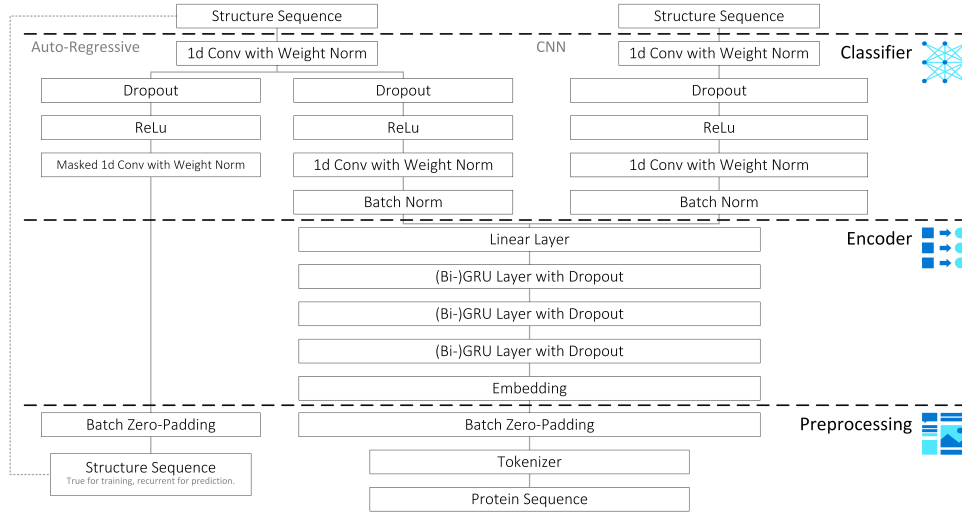 Structure Sequence
Structure Sequence
Auto-Regressive
CNN
Classifier
1d Conv with Weight Norm
1d Conv with Weight Norm
Dropout
Dropout
Dropout
ReLu
ReLu
ReLu
Masked 1d Conv with Weight Norm
1d Conv with Weight Norm
1d Conv with Weight Norm
Batch Norm
Batch Norm
Encoder
Linear Layer
(Bi-)GRU Layer with Dropout
(Bi-)GRU Layer with Dropout
(Bi-)GRU Layer with Dropout
Embedding
Preprocessing
Batch Zero-Padding
Batch Zero-Padding
Structure Sequence
True for training, recurrent for prediction.
Tokenizer
Protein Sequence